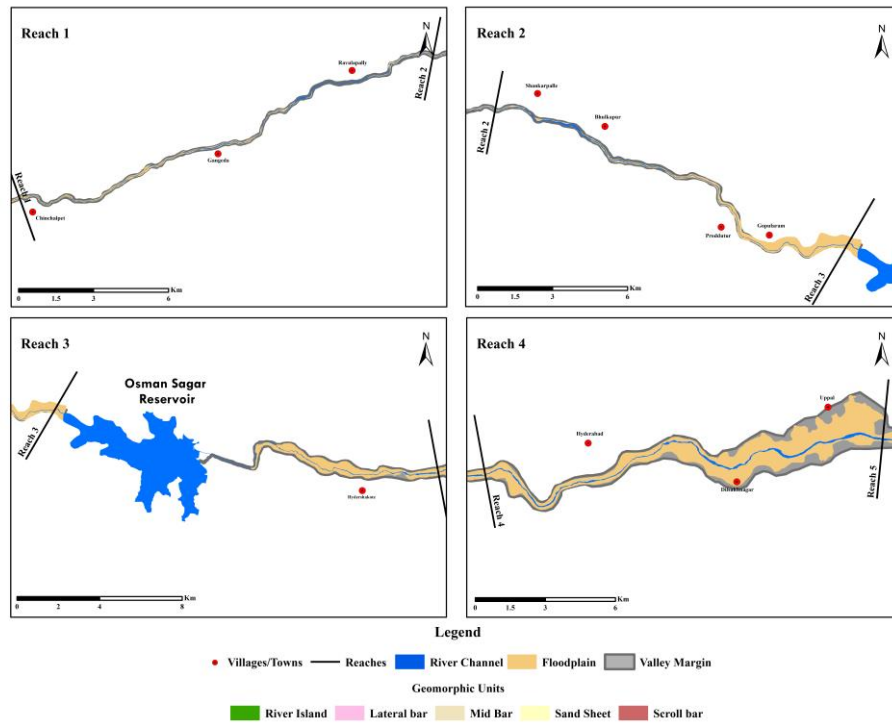 Reach 1
N
Ravulapally
Reach 2
Gangeda
Reach 1
Chinchalpet
Km
0 1.5 3 6
Reach 2
N
Shankarpalle
Bhulkapur
Reach 2
Proddutur
Gopularam
Reach 3
Km
0 1.5 3 6
Reach 3
N
Osman Sagar
Reservoir
Reach 3
Km
0 2 4 8
Reach 4
N
Uppal
Hyderabad
Reach 4
Reach 5
Km
0 1.5 3 6
Legend
Villages/Towns Reaches River Channel Floodplain Valley Margin
Geomorphic Units
River Island Lateral bar Mid Bar Sand Sheet Scroll bar